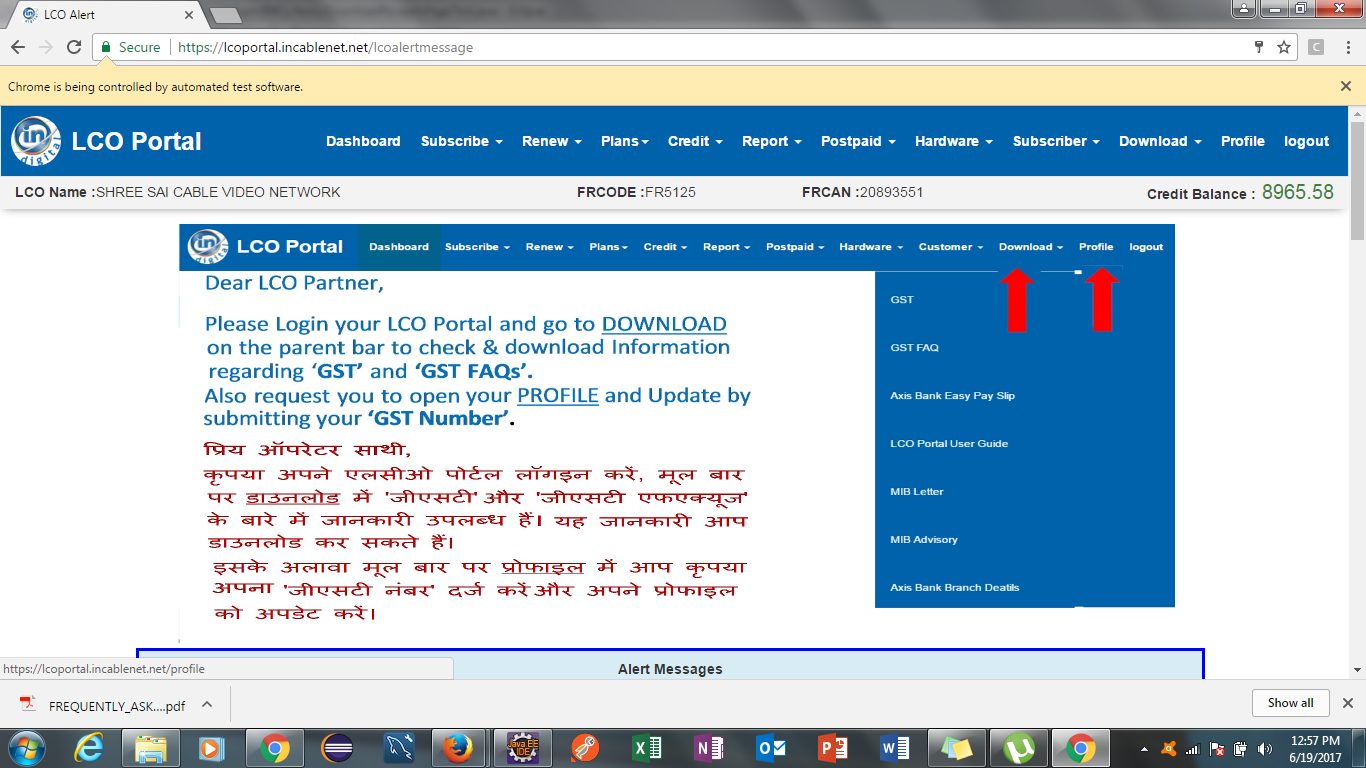 LCO Alert
Secure https://lcoportal.incablenet.net/lcoalertmessage
Chrome is being controlled by automated test software.
in digital LCO Portal Dashboard Subscribe Renew Plans Credit Report Postpaid Hardware Subscriber Download Profile logout
LCO Name :SHREE SAI CABLE VIDEO NETWORK FRCODE :FR5125 FRCAN :20893551 Credit Balance : 8965.58
in digital LCO Portal Dashboard Subscribe Renew Plans Credit Report Postpaid Hardware Customer Download Profile logout
Dear LCO Partner,
Please Login your LCO Portal and go to DOWNLOAD
on the parent bar to check & download Information
regarding ‘GST’ and ‘GST FAQs’.
Also request you to open your PROFILE and Update by
submitting your ‘GST Number’.
प्रिय ऑपरेटर साथी,
कृपया अपने एलसीओ पोर्टल लॉगइन करें, मूल बार
पर डाउनलोड में 'जीएसटी' और 'जीएसटी एफएक्यूज'
के बारे में जानकारी उपलब्ध हैं। यह जानकारी आप
डाउनलोड कर सकते हैं।
इसके अलावा मूल बार पर प्रोफाइल में आप कृपया
अपना 'जीएसटी नंबर' दर्ज करें और अपने प्रोफाइल
को अपडेट करें।
GST
GST FAQ
Axis Bank Easy Pay Slip
LCO Portal User Guide
MIB Letter
MIB Advisory
Axis Bank Branch Deatils
https://lcoportal.incablenet.net/profile
Alert Messages
FREQUENTLY_ASK....pdf Show all
Java EE IDE
12:57 PM
6/19/2017